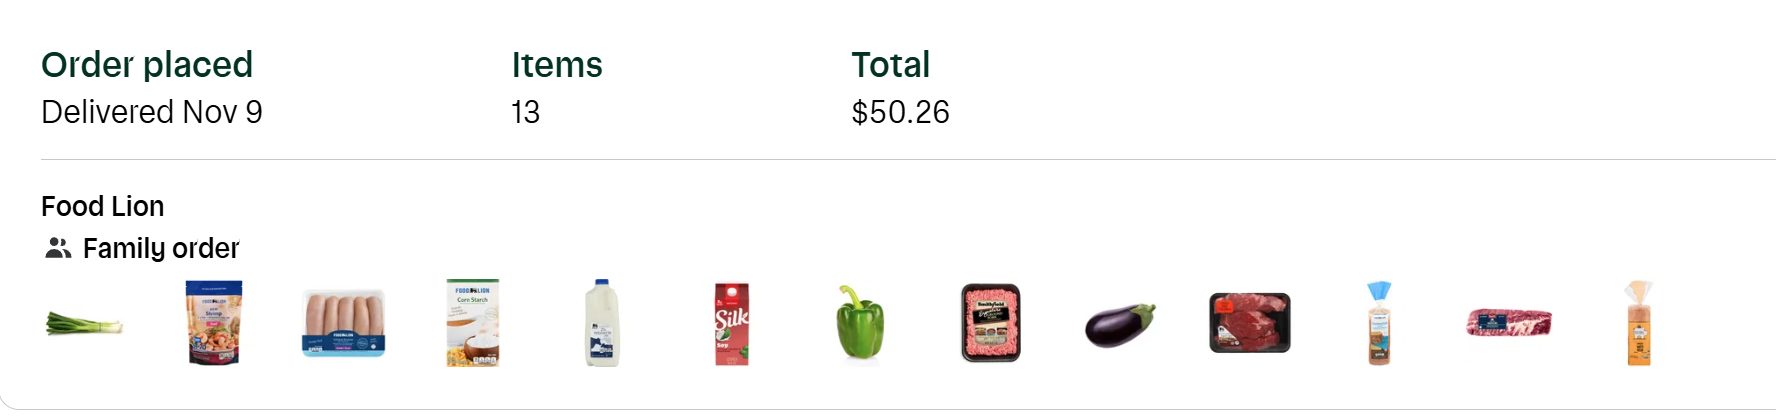 Order placed
Items
Total
Delivered Nov 9
13
$50.26
Food Lion
Family order
FOOD LION
Shrimp
FOOD LION
FOOD LION
Corn Starch
Silk
Soy
Smithfield